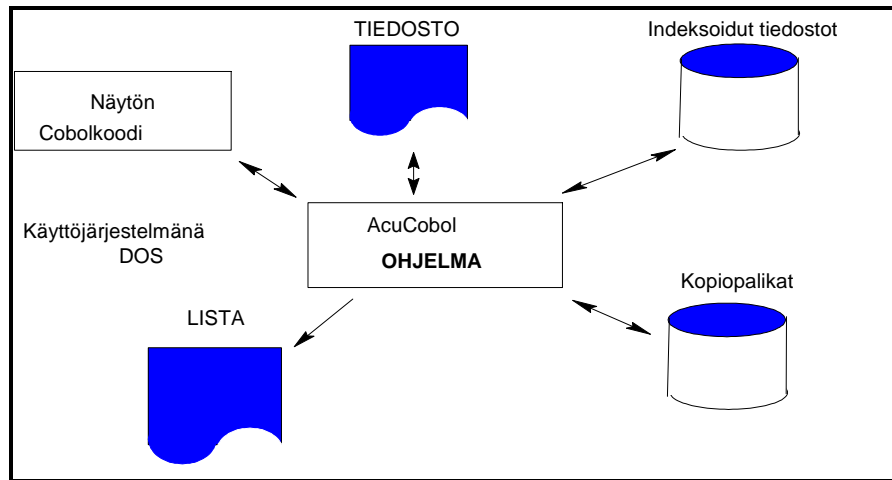 TIEDOSTO
Indeksoidut tiedostot
Näytön
Cobolkoodi
AcuCobol
OHJELMA
Käyttöjärjestelmänä
DOS
Kopiopalikat
LISTA